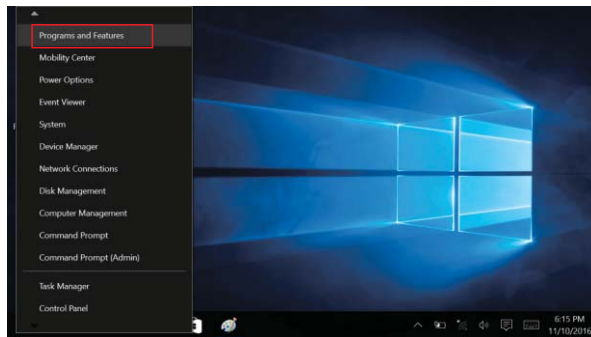 Programs and Features
Mobility Center
Power Options
Event Viewer
System
Device Manager
Network Connections
Disk Management
Computer Management
Command Prompt
Command Prompt (Admin)
Task Manager
Control Panel
6:15 PM
11/10/2016